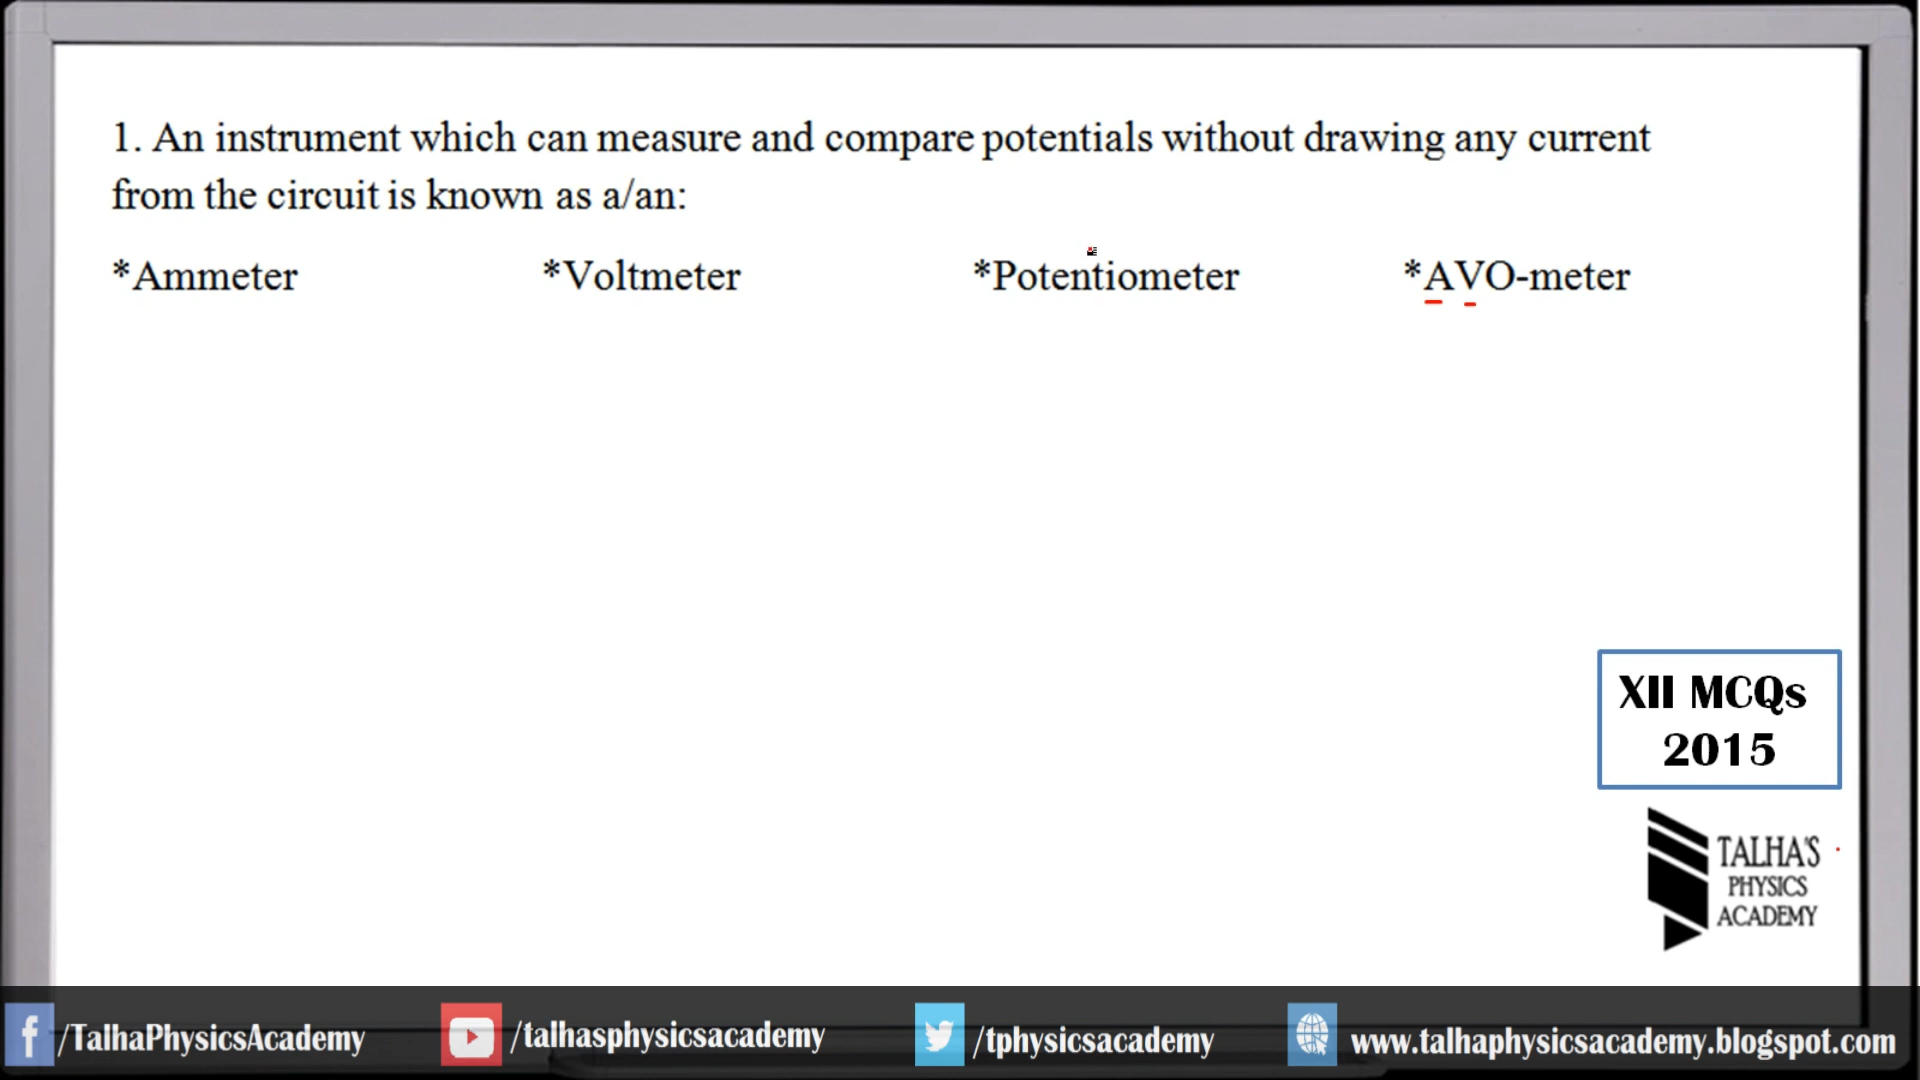 1. An instrument which can measure and compare potentials without drawing any current
from the circuit is known as a/an:
*Ammeter *Voltmeter *Potentiometer *AVO-meter
XII MCQs
2015
TALHA'S
PHYSICS
ACADEMY
/TalhaPhysicsAcademy /talhasphysicsacademy /tphysicsacademy www.talhaphysicsacademy.blogspot.com